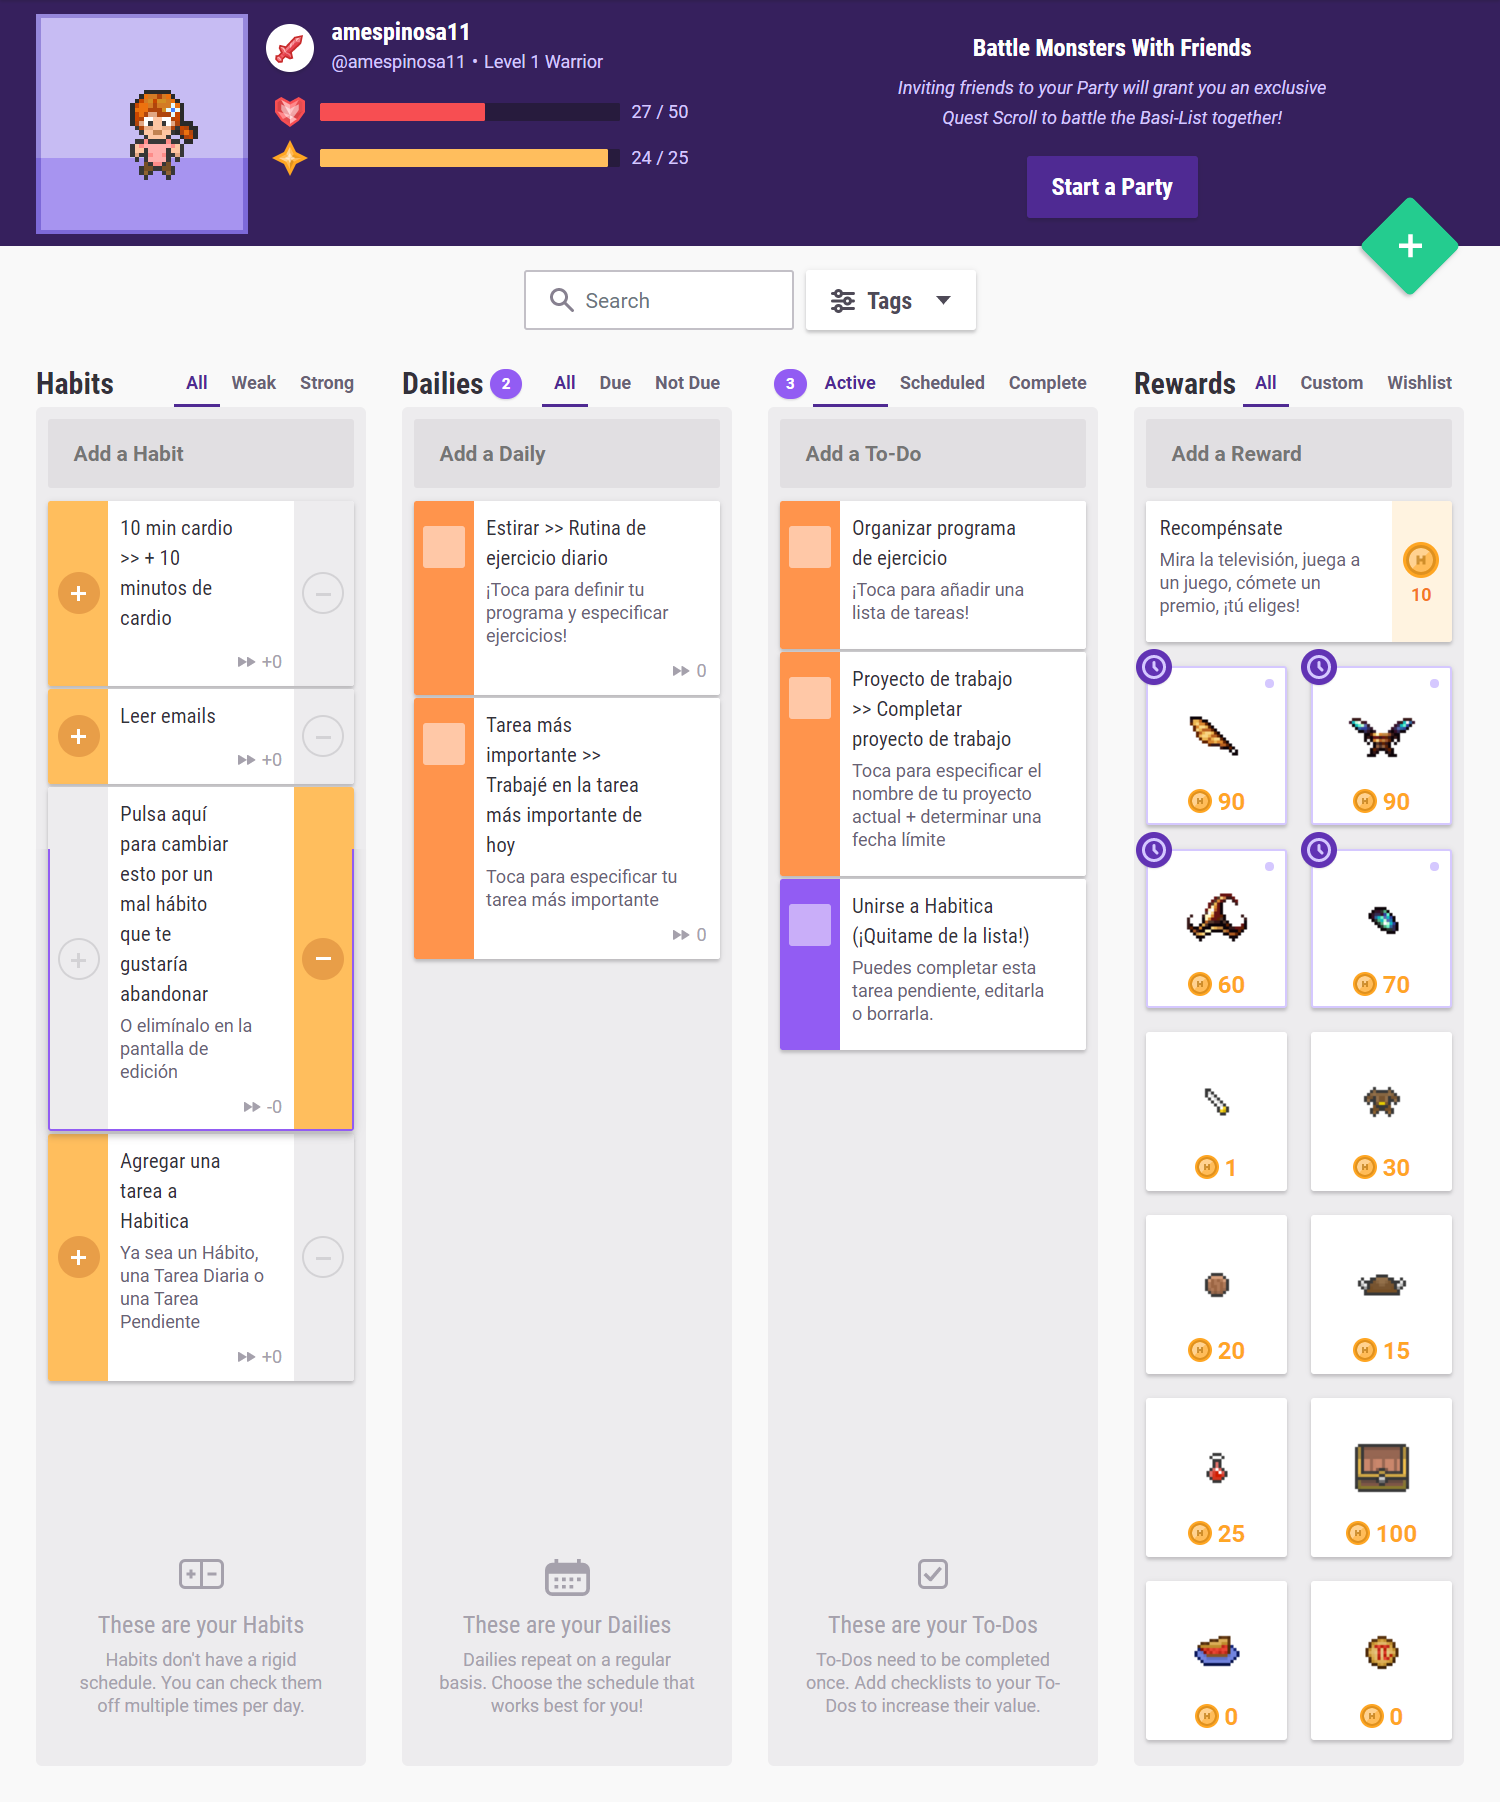 amespinosa11
@amespinosa11 • Level 1 Warrior
27 / 50
24 / 25
Battle Monsters With Friends
Inviting friends to your Party will grant you an exclusive
Quest Scroll to battle the Basi-List together!
Start a Party
+
Search
Tags
Habits
All
Weak
Strong
Add a Habit
10 min cardio
>> + 10
minutos de
cardio
+0
Leer emails
+0
Pulsa aquí
para cambiar
esto por un
mal hábito
que te
gustaría
abandonar
O elimínalo en la
pantalla de
edición
-0
Agregar una
tarea a
Habitica
Ya sea un Hábito,
una Tarea Diaria o
una Tarea
Pendiente
+0
These are your Habits
Habits don't have a rigid
schedule. You can check them
off multiple times per day.
Dailies
2
All
Due
Not Due
Add a Daily
Estirar >> Rutina de
ejercicio diario
¡Toca para definir tu
programa y especificar
ejercicios!
0
Tarea más
importante >>
Trabajé en la tarea
más importante de
hoy
Toca para especificar tu
tarea más importante
0
These are your Dailies
Dailies repeat on a regular
basis. Choose the schedule that
works best for you!
3
Active
Scheduled
Complete
Add a To-Do
Organizar programa
de ejercicio
¡Toca para añadir una
lista de tareas!
Proyecto de trabajo
>> Completar
proyecto de trabajo
Toca para especificar el
nombre de tu proyecto
actual + determinar una
fecha límite
Unirse a Habitica
(¡Quitame de la lista!)
Puedes completar esta
tarea pendiente, editarla
o borrarla.
These are your To-Dos
To-Dos need to be completed
once. Add checklists to your To-
Dos to increase their value.
Rewards
All
Custom
Wishlist
Add a Reward
Recompénsate
Mira la televisión, juega a
un juego, cómete un
premio, ¡tú eliges!
10
90
90
60
70
1
30
20
15
25
100
0
0